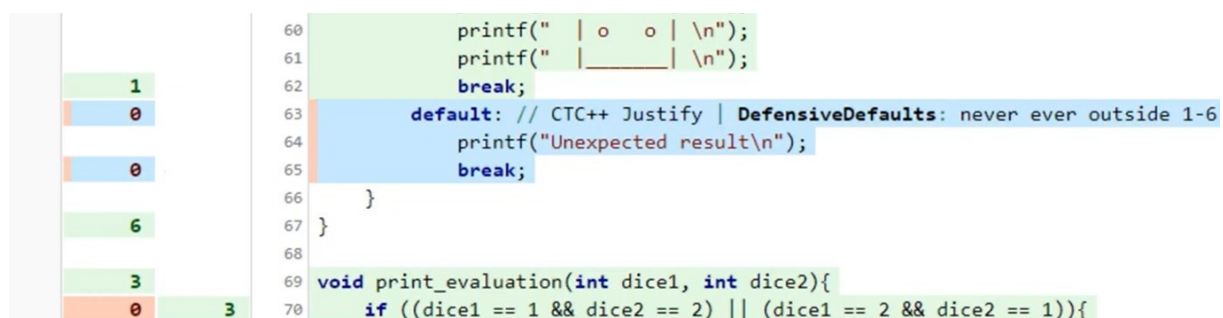 60 printf("  | o   o | \n");
61 printf("  |_______| \n");
1 62 break;
0 63 default: // CTC++ Justify | DefensiveDefaults: never ever outside 1-6
64 printf("Unexpected result\n");
0 65 break;
66 }
6 67 }
68
3 69 void print_evaluation(int dice1, int dice2){
0 3 70 if ((dice1 == 1 && dice2 == 2) || (dice1 == 2 && dice2 == 1)){